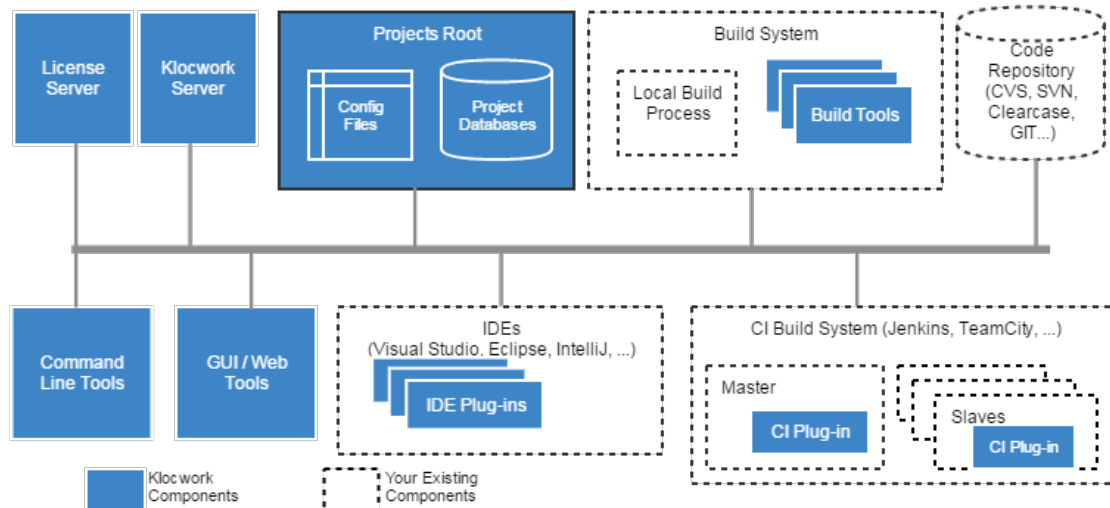 License
Server
Klocwork
Server
Projects Root
Config
Files
Project
Databases
Build System
Local Build
Process
Build Tools
Code
Repository
(CVS, SVN,
Clearcase,
GIT...)
Command
Line Tools
GUI / Web
Tools
IDEs
(Visual Studio. Eclipse, IntelliJ, ...)
IDE Plug-ins
CI Build System (Jenkins, TeamCity, ...)
Master
CI Plug-in
Slaves
CI Plug-in
Klocwork
Components
Your Existing
Components